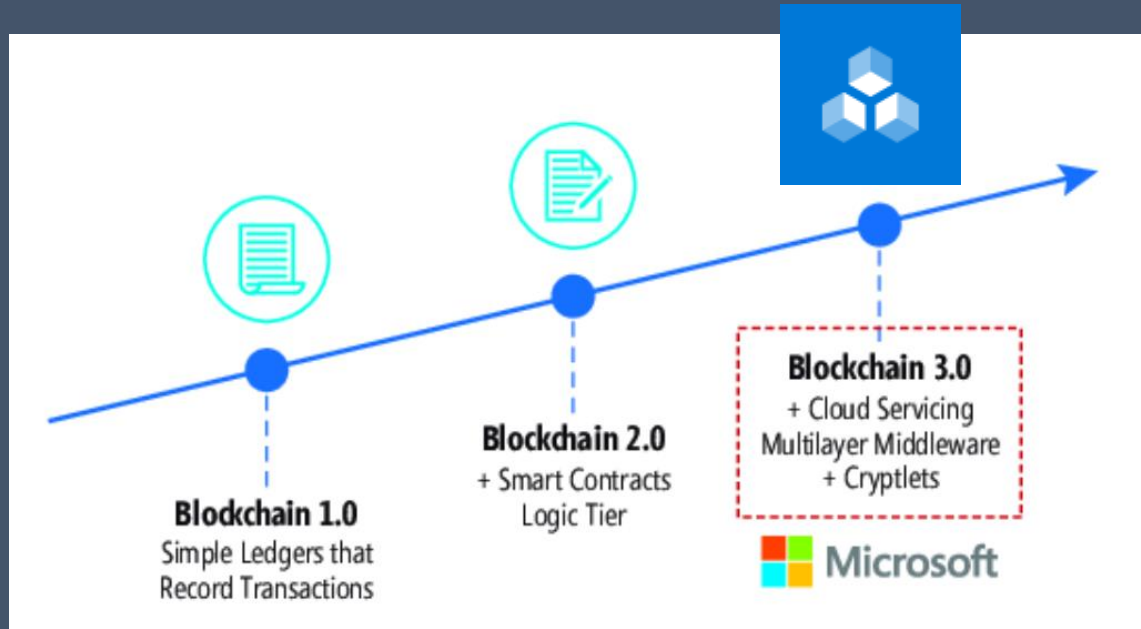 Blockchain 1.0
Simple Ledgers that
Record Transactions
Blockchain 2.0
+ Smart Contracts
Logic Tier
Blockchain 3.0
+ Cloud Servicing
Multilayer Middleware
+ Cryptlets
Microsoft